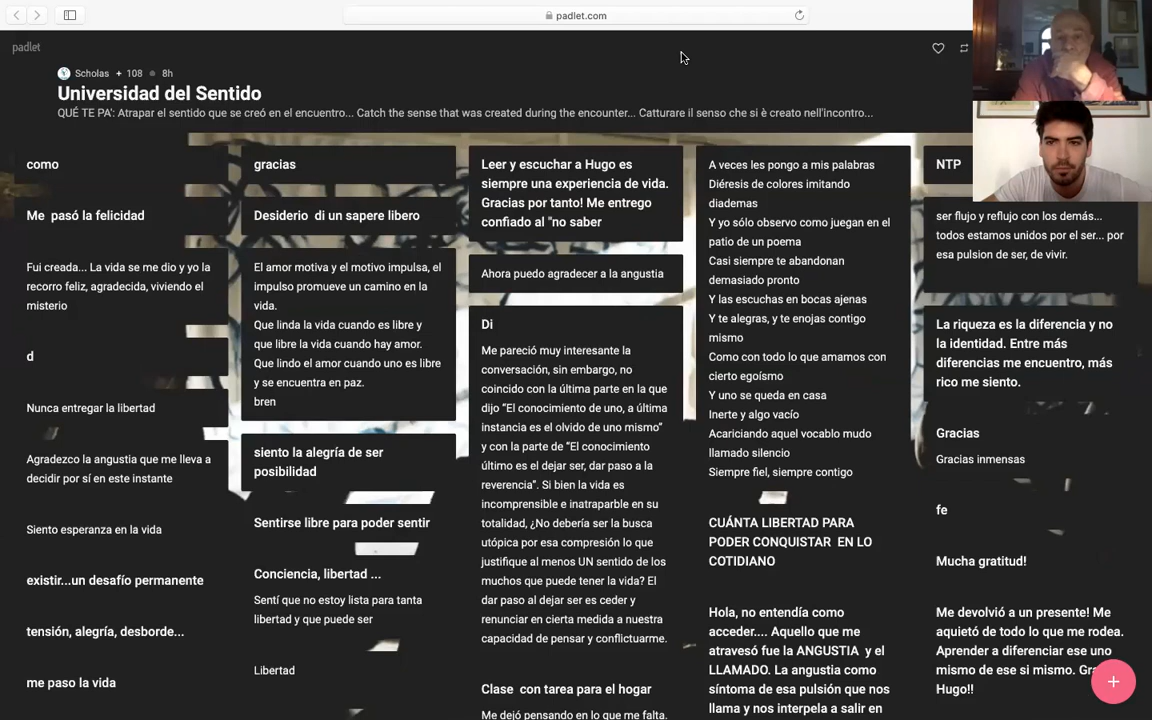 padlet.com
padlet
Scholas + 108 8h
Universidad del Sentido
QUÉ TE PA': Atrapar el sentido que se creó en el encuentro... Catch the sense that was created during the encounter... Catturare il senso che si è creato nell'incontro...
como
Me pasó la felicidad
Fui creada... La vida se me dio y yo la
recorro feliz, agradecida, viviendo el
misterio
d
Nunca entregar la libertad
Agradezco la angustia que me lleva a
decidir por sí en este instante
Siento esperanza en la vida
existir...un desafío permanente
tensión, alegría, desborde...
me paso la vida
gracias
Desiderio di un sapere libero
El amor motiva y el motivo impulsa, el
impulso promueve un camino en la
vida.
Que linda la vida cuando es libre y
que libre la vida cuando hay amor.
Que lindo el amor cuando uno es libre
y se encuentra en paz.
bren
siento la alegría de ser
posibilidad
Sentirse libre para poder sentir
Conciencia, libertad ...
Sentí que no estoy lista para tanta
libertad y que puede ser
Libertad
Leer y escuchar a Hugo es
siempre una experiencia de vida.
Gracias por tanto! Me entrego
confiado al "no saber
Ahora puedo agradecer a la angustia
Di
Me pareció muy interesante la
conversación, sin embargo, no
coincido con la última parte en la que
dijo “El conocimiento de uno, a última
instancia es el olvido de uno mismo”
y con la parte de “El conocimiento
último es el dejar ser, dar paso a la
reverencia”. Si bien la vida es
incomprensible e inatraparble en su
totalidad, ¿No debería ser la busca
utópica por esa compresión lo que
justifique al menos UN sentido de los
muchos que puede tener la vida? El
dar paso al dejar ser es ceder y
renunciar en cierta medida a nuestra
capacidad de pensar y conflictuarme.
Clase con tarea para el hogar
Me dejó pensando en lo que me falta.
A veces les pongo a mis palabras
Diéresis de colores imitando
diademas
Y yo sólo observo como juegan en el
patio de un poema
Casi siempre te abandonan
demasiado pronto
Y las escuchas en bocas ajenas
Y te alegras, y te enojas contigo
mismo
Como con todo lo que amamos con
cierto egoísmo
Y uno se queda en casa
Inerte y algo vacío
Acariciando aquel vocablo mudo
llamado silencio
Siempre fiel, siempre contigo
CUÁNTA LIBERTAD PARA
PODER CONQUISTAR EN LO
COTIDIANO
Hola, no entendía como
acceder.... Aquello que me
atravesó fue la ANGUSTIA y el
LLAMADO. La angustia como
síntoma de esa pulsión que nos
llama y nos interpela a salir en
NTP
ser flujo y reflujo con los demás...
todos estamos unidos por el ser... por
esa pulsion de ser, de vivir.
La riqueza es la diferencia y no
la identidad. Entre más
diferencias me encuentro, más
rico me siento.
Gracias
Gracias inmensas
fe
Mucha gratitud!
Me devolvió a un presente! Me
aquietó de todo lo que me rodea.
Aprender a diferenciar ese uno
mismo de ese si mismo.
Hugo!!